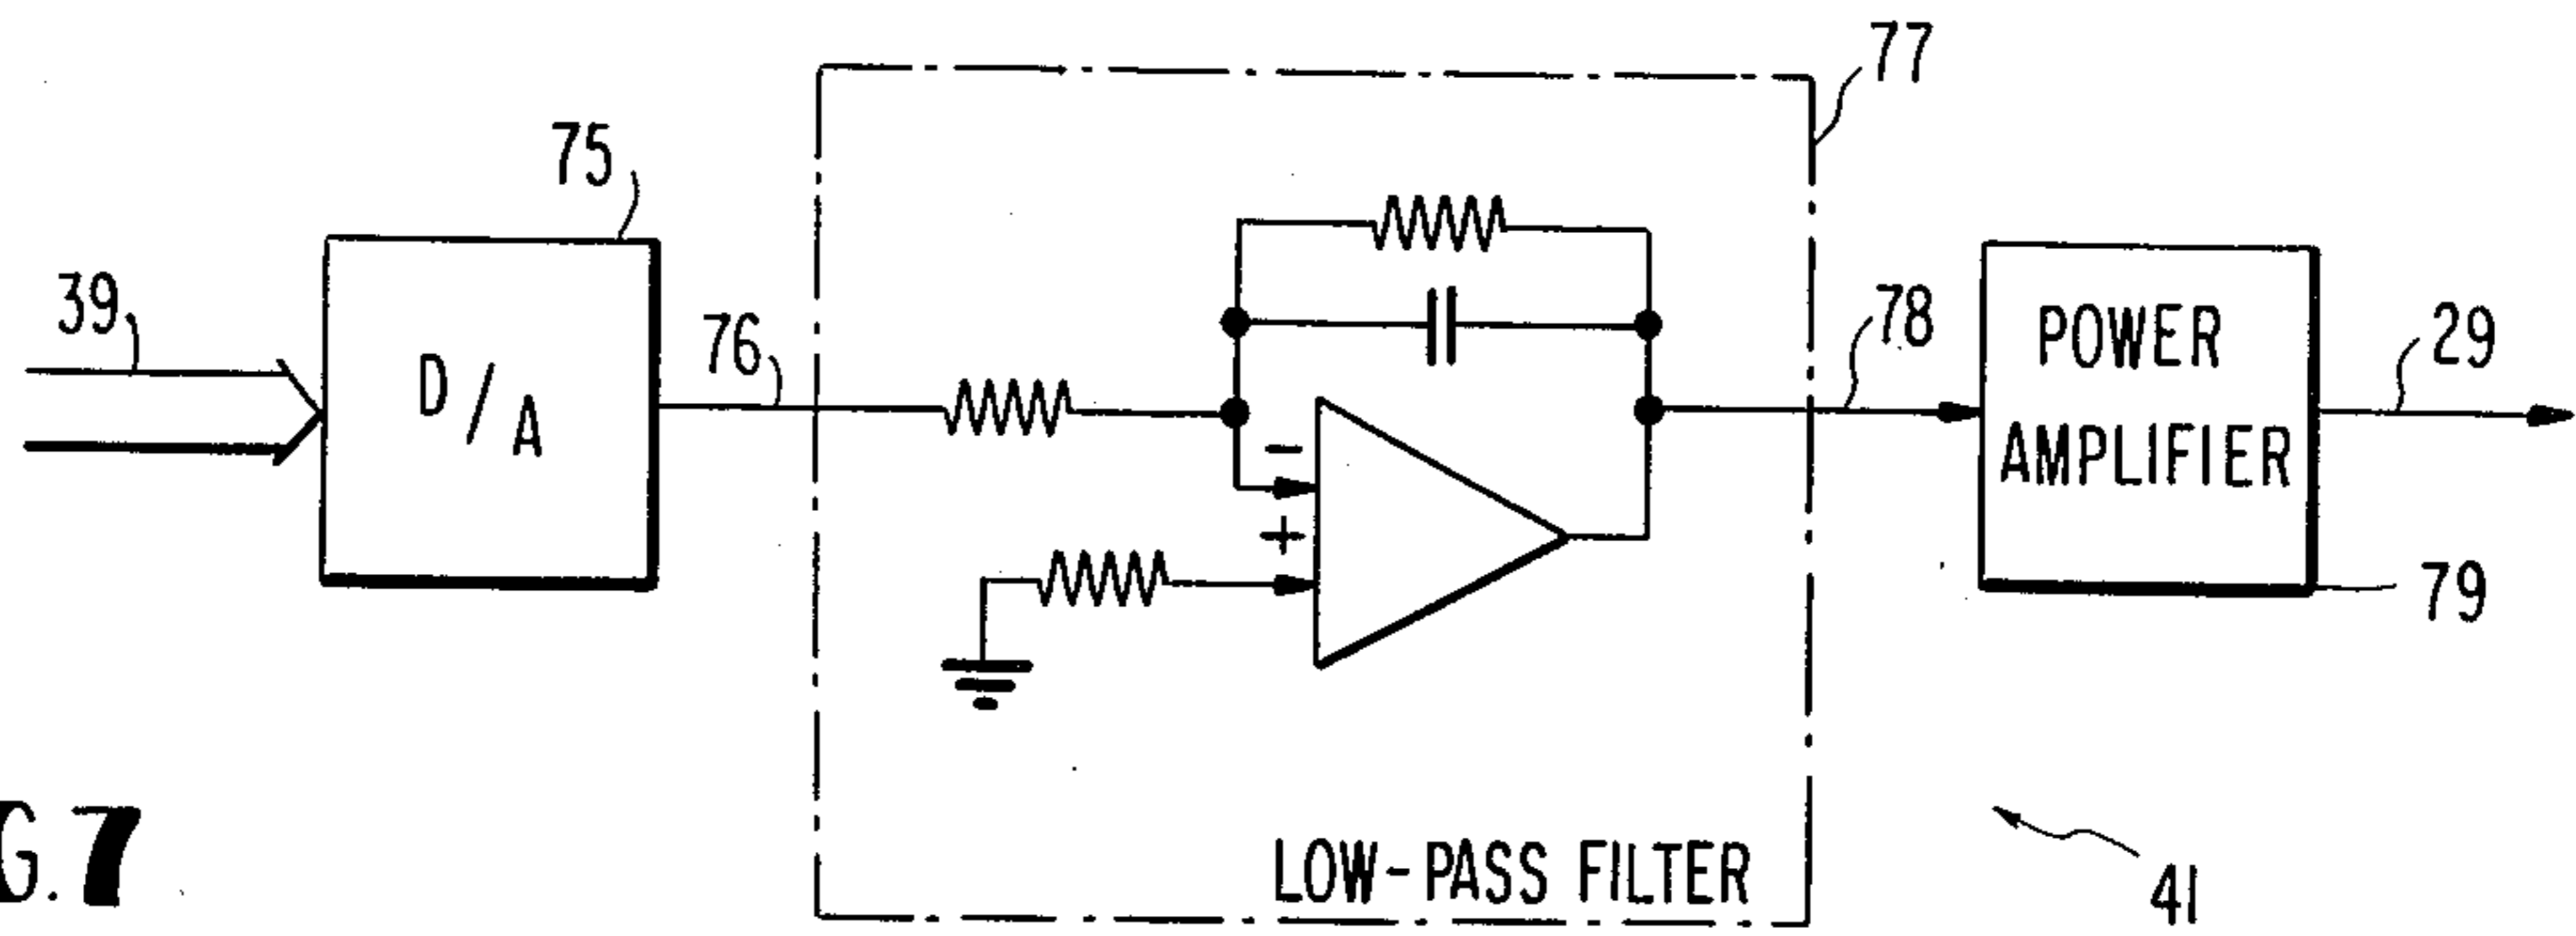 77
75
39
D/A
76
-
+
78
POWER
AMPLIFIER
29
79
LOW-PASS FILTER
41
G. 7